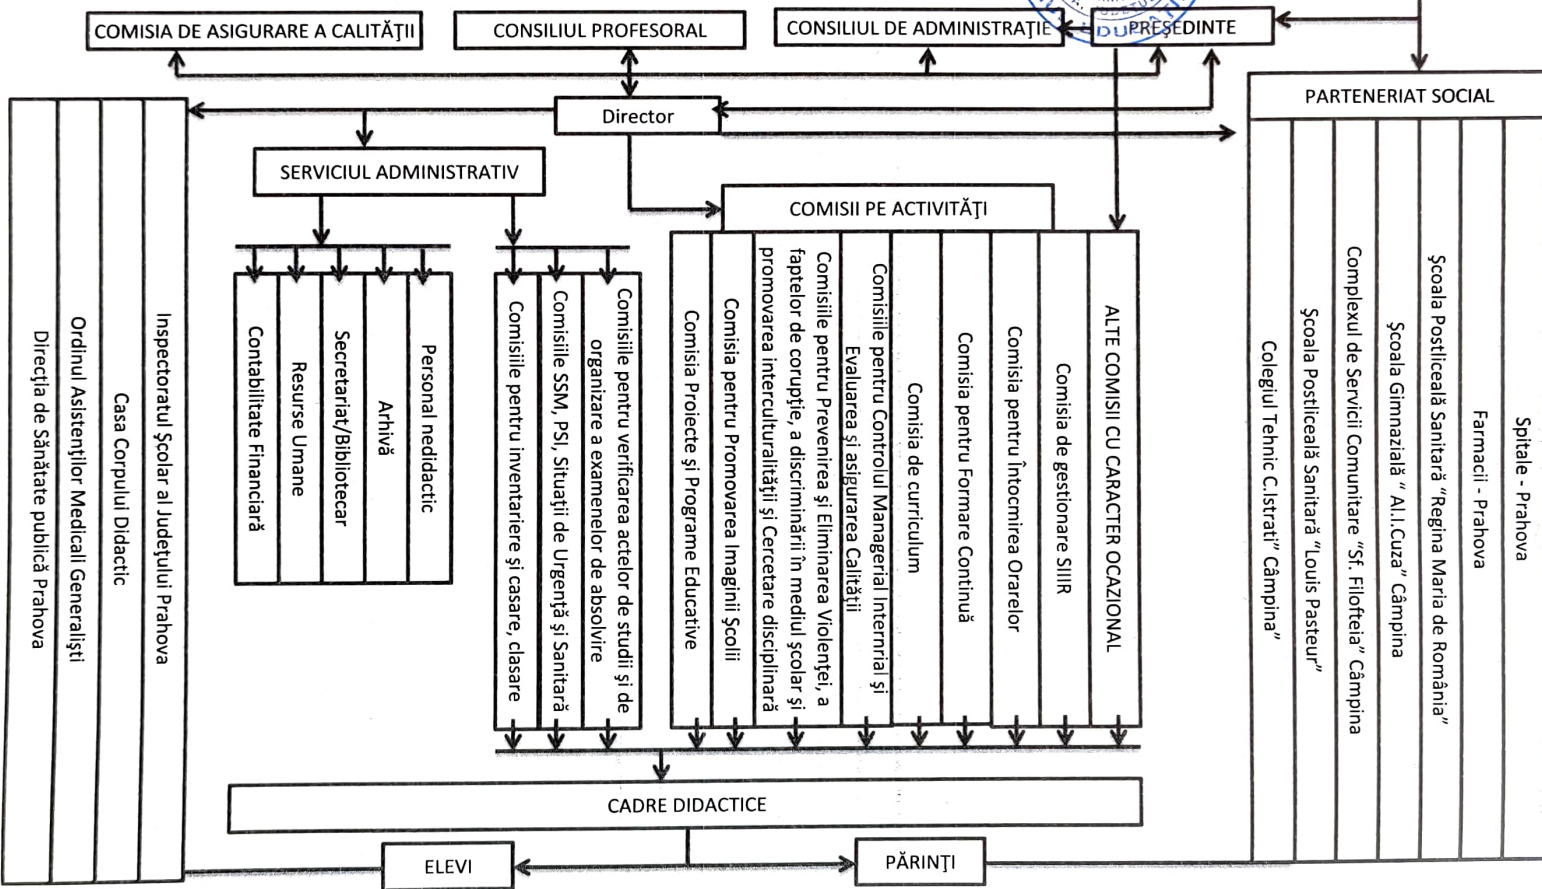 COMISIA DE ASIGURARE A CALITĂŢII
CONSILIUL PROFESORAL
CONSILIUL DE ADMINISTRAŢIE
PREŞEDINTE
Director
PARTENERIAT SOCIAL
SERVICIUL ADMINISTRATIV
COMISII PE ACTIVITĂŢI
Inspectoratul Şcolar al Judeţului Prahova
Casa Corpului Didactic
Ordinul Asistenţilor Medicali Generalişti
Direcţia de Sănătate publică Prahova
Personal nedidactic
Arhivă
Secretariat/Bibliotecar
Resurse Umane
Contabilitate Financiară
Comisiile pentru verificarea actelor de studii şi de
organizare a examenelor de absolvire
Comisiile SSM, PSI, Situaţii de Urgenţă şi Sanitară
Comisiile pentru inventariere şi casare, clasare
ALTE COMISII CU CARACTER OCAZIONAL
Comisia de gestionare SIIIR
Comisia pentru Întocmirea Orarelor
Comisia pentru Formare Continuă
Comisia de curriculum
Comisiile pentru Controlul Managerial Internrial şi
Evaluarea şi asigurarea Calităţii
Comisiile pentru Prevenirea şi Eliminarea Violenţei, a
faptelor de corupţie, a discriminării în mediul şcolar şi
promovarea interculturalităţii şi Cercetare disciplinară
Comisia pentru Promovarea Imaginii Şcolii
Comisia Proiecte şi Programe Educative
Spitale - Prahova
Farmacii - Prahova
Şcoala Postliceală Sanitară “Regina Maria de România”
Şcoala Gimnazială “ Al.I.Cuza” Câmpina
Complexul de Servicii Comunitare “Sf. Filofteia” Câmpina
Şcoala Postliceală Sanitară “Louis Pasteur”
Colegiul Tehnic C.Istrati” Câmpina”
CADRE DIDACTICE
ELEVI
PĂRINŢI